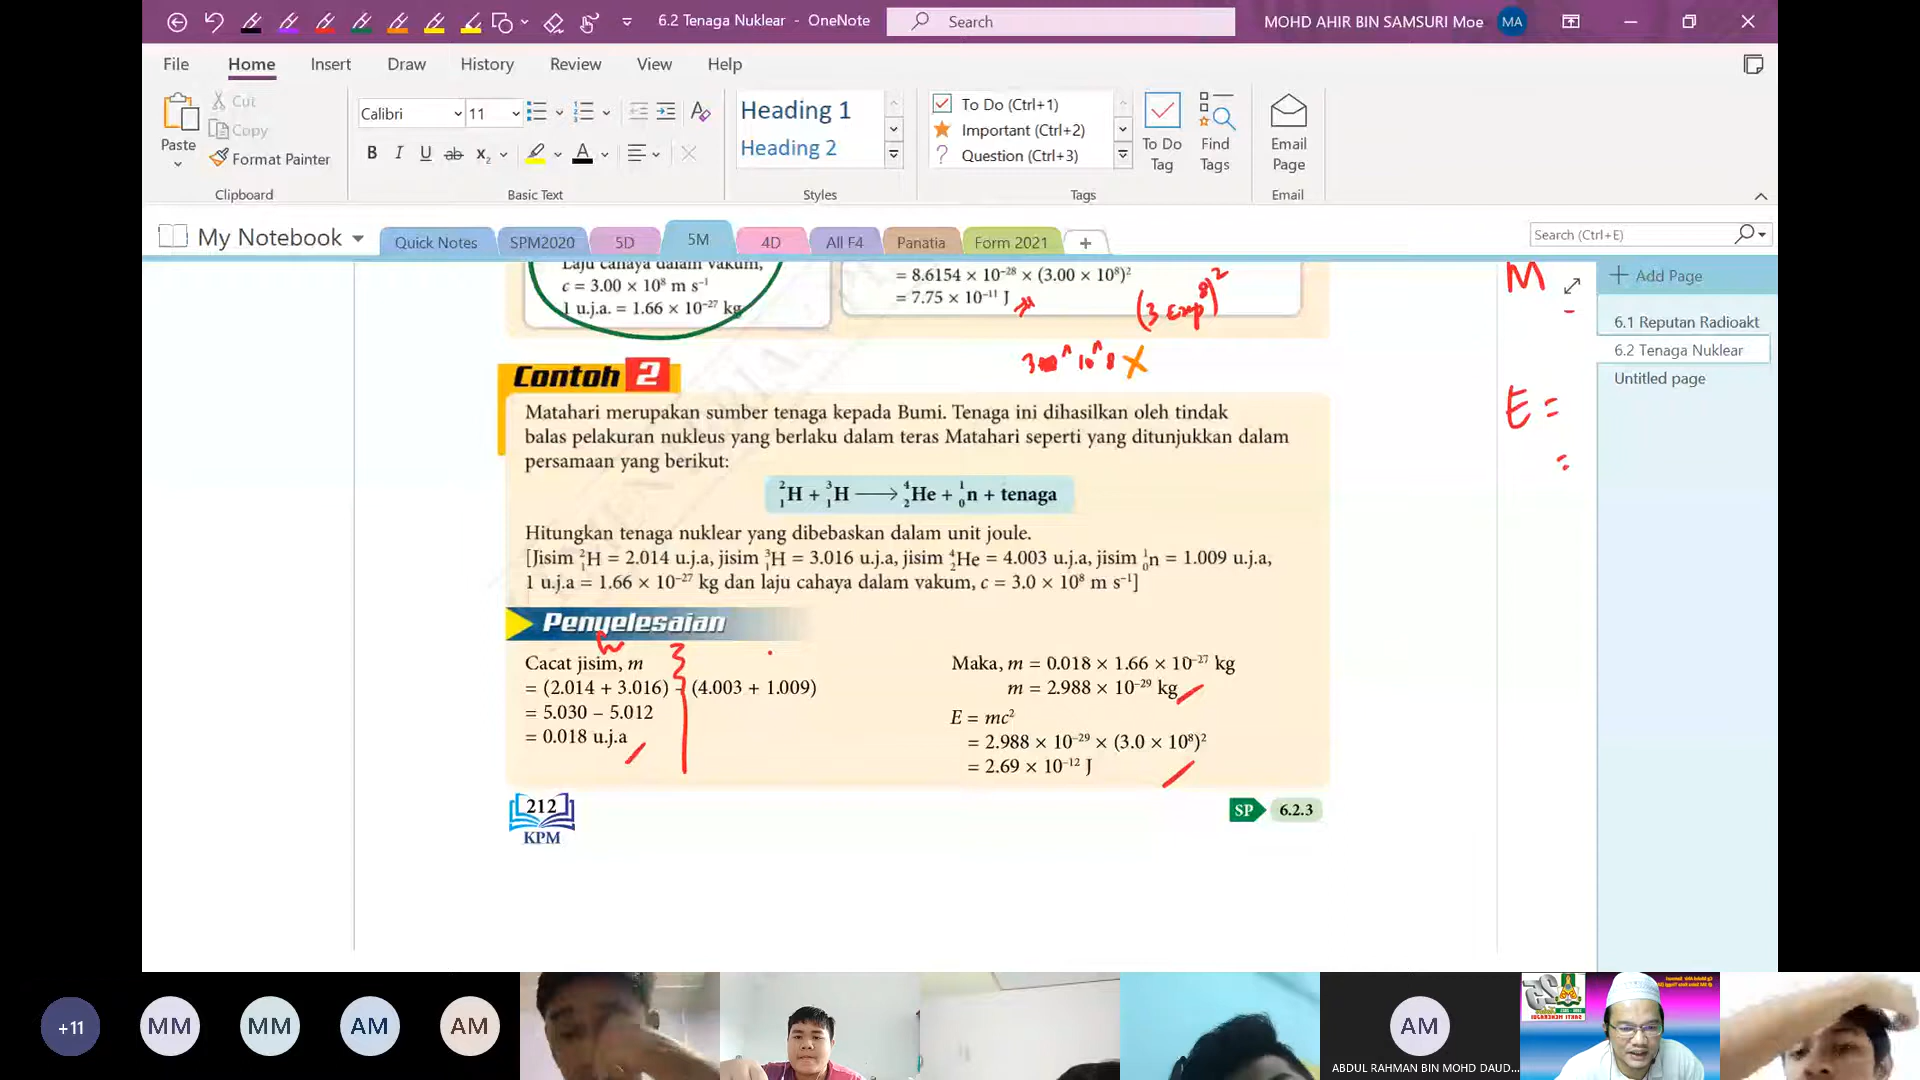 6.2 Tenaga Nuklear - OneNote
Search
MOHD AHIR BIN SAMSURI Moe
MA
File Home Insert Draw History Review View Help
Paste
Cut
Copy
Format Painter
Clipboard
Calibri 11
B I U ab x₂ A
Basic Text
Heading 1
Heading 2
Styles
To Do (Ctrl+1)
Important (Ctrl+2)
Question (Ctrl+3)
To Do Tag
Find Tags
Tags
Email Page
Email
My Notebook
Quick Notes SPM2020 5D 5M 4D All F4 Panatia Form 2021 +
Search (Ctrl+E)
Add Page
6.1 Reputan Radioakt
6.2 Tenaga Nuklear
Untitled page
Laju cahaya dalam vakum,
c = 3.00 × 10⁸ m s⁻¹
1 u.j.a. = 1.66 × 10⁻²⁷ kg
= 8.6154 × 10⁻²⁸ × (3.00 × 10⁸)²
= 7.75 × 10⁻¹¹ J
(3 Exp 8)²
M
E =
=
Contoh 2
Matahari merupakan sumber tenaga kepada Bumi. Tenaga ini dihasilkan oleh tindak
balas pelakuran nukleus yang berlaku dalam teras Matahari seperti yang ditunjukkan dalam
persamaan yang berikut:
²₁H + ³₁H ⟶ ⁴₂He + ¹₀n + tenaga
Hitungkan tenaga nuklear yang dibebaskan dalam unit joule.
[Jisim ²₁H = 2.014 u.j.a, jisim ³₁H = 3.016 u.j.a, jisim ⁴₂He = 4.003 u.j.a, jisim ¹₀n = 1.009 u.j.a,
1 u.j.a = 1.66 × 10⁻²⁷ kg dan laju cahaya dalam vakum, c = 3.0 × 10⁸ m s⁻¹]
Penyelesaian
Cacat jisim, m
= (2.014 + 3.016) – (4.003 + 1.009)
= 5.030 – 5.012
= 0.018 u.j.a
Maka, m = 0.018 × 1.66 × 10⁻²⁷ kg
m = 2.988 × 10⁻²⁹ kg
E = mc²
= 2.988 × 10⁻²⁹ × (3.0 × 10⁸)²
= 2.69 × 10⁻¹² J
212
KPM
SP 6.2.3
+11
MM
MM
AM
AM
AM
ABDUL RAHMAN BIN MOHD DAUD...